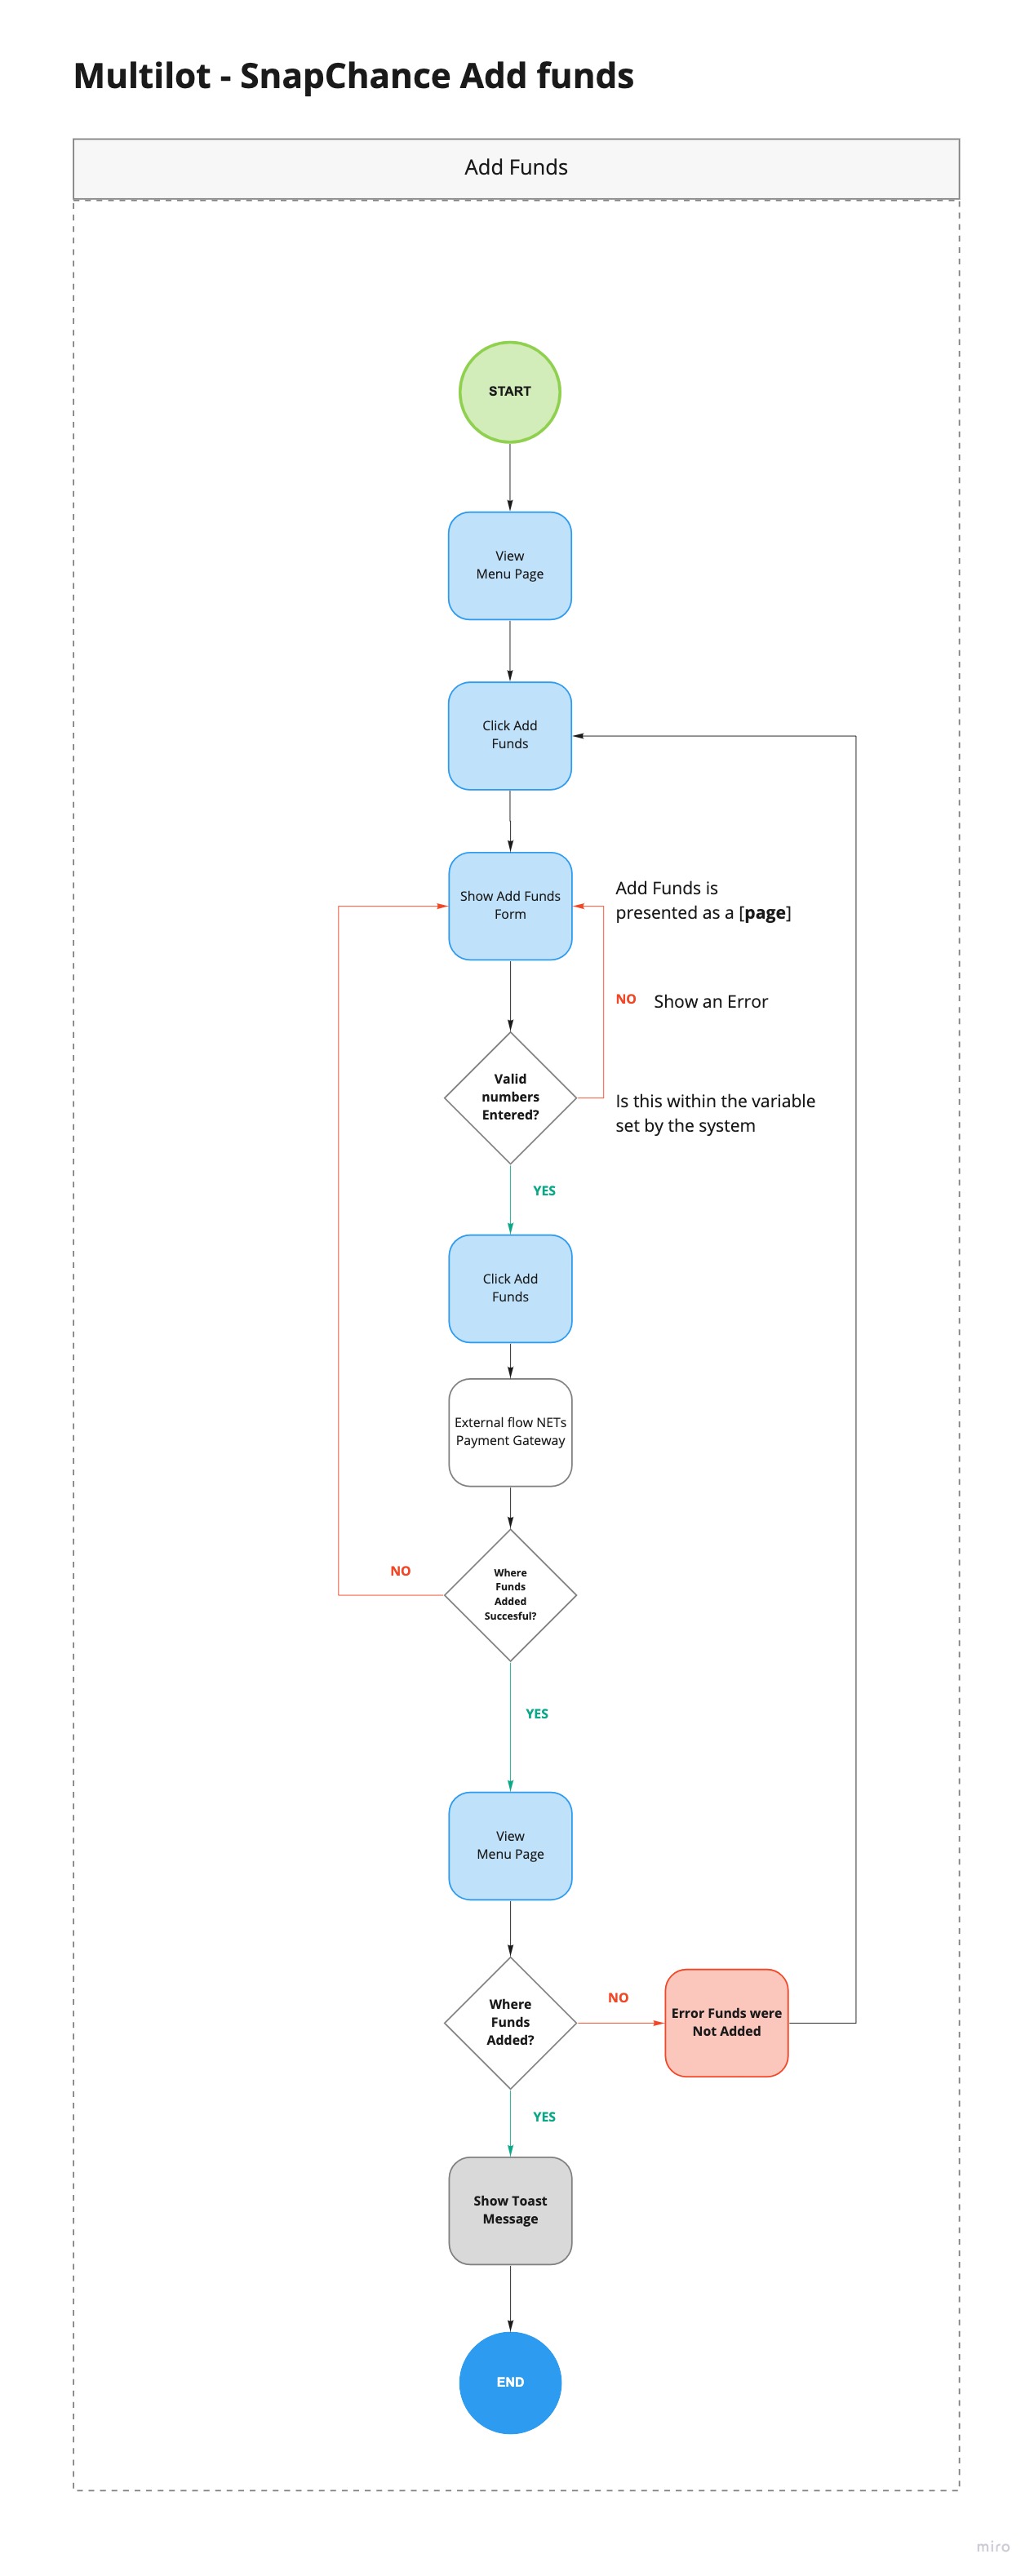 Multilot - SnapChance Add funds
Add Funds
START
View
Menu Page
Click Add
Funds
Show Add Funds
Form
Add Funds is
presented as a [page]
NO
Show an Error
Valid
numbers
Entered?
Is this within the variable
set by the system
YES
Click Add
Funds
External flow NETs
Payment Gateway
Where
Funds
Added
Succesful?
NO
YES
View
Menu Page
Where
Funds
Added?
NO
Error Funds were
Not Added
YES
Show Toast
Message
END
miro